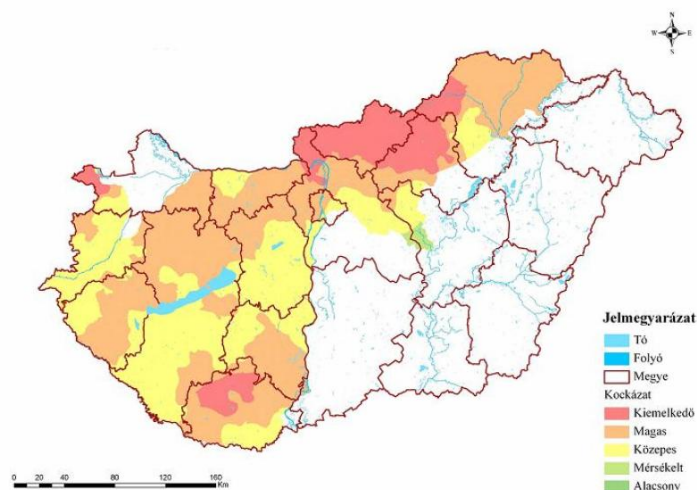 N
W E
S
Jelmegyarázat
Tó
Folyó
Megye
Kockázat
Kiemelkedő
Magas
Közepes
Mérsékelt
Alacsony
0 20 40 80 120 160
Km